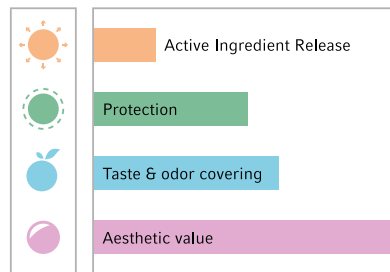 Active Ingredient Release
Protection
Taste & odor covering
Aesthetic value